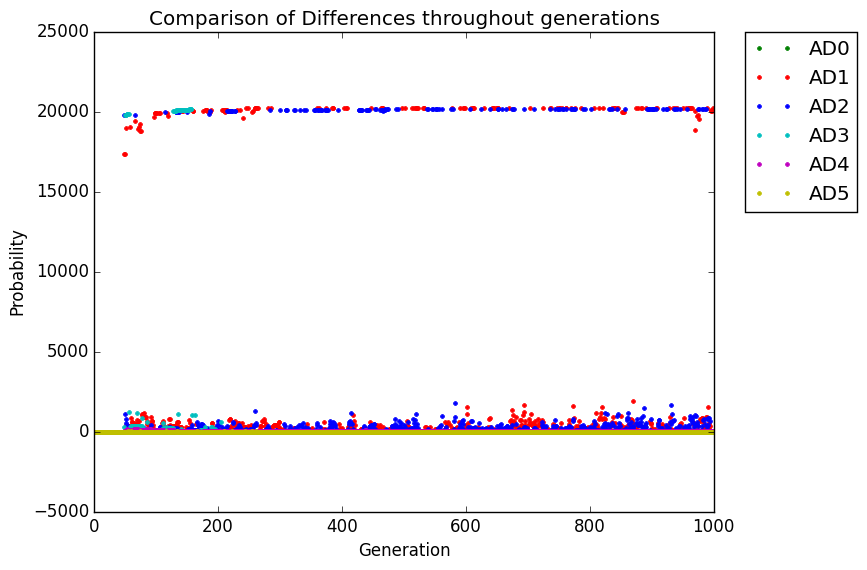 Comparison of Differences throughout generations
25000
20000
15000
10000
5000
0
−5000
Probability
0 200 400 600 800 1000
Generation
AD0
AD1
AD2
AD3
AD4
AD5